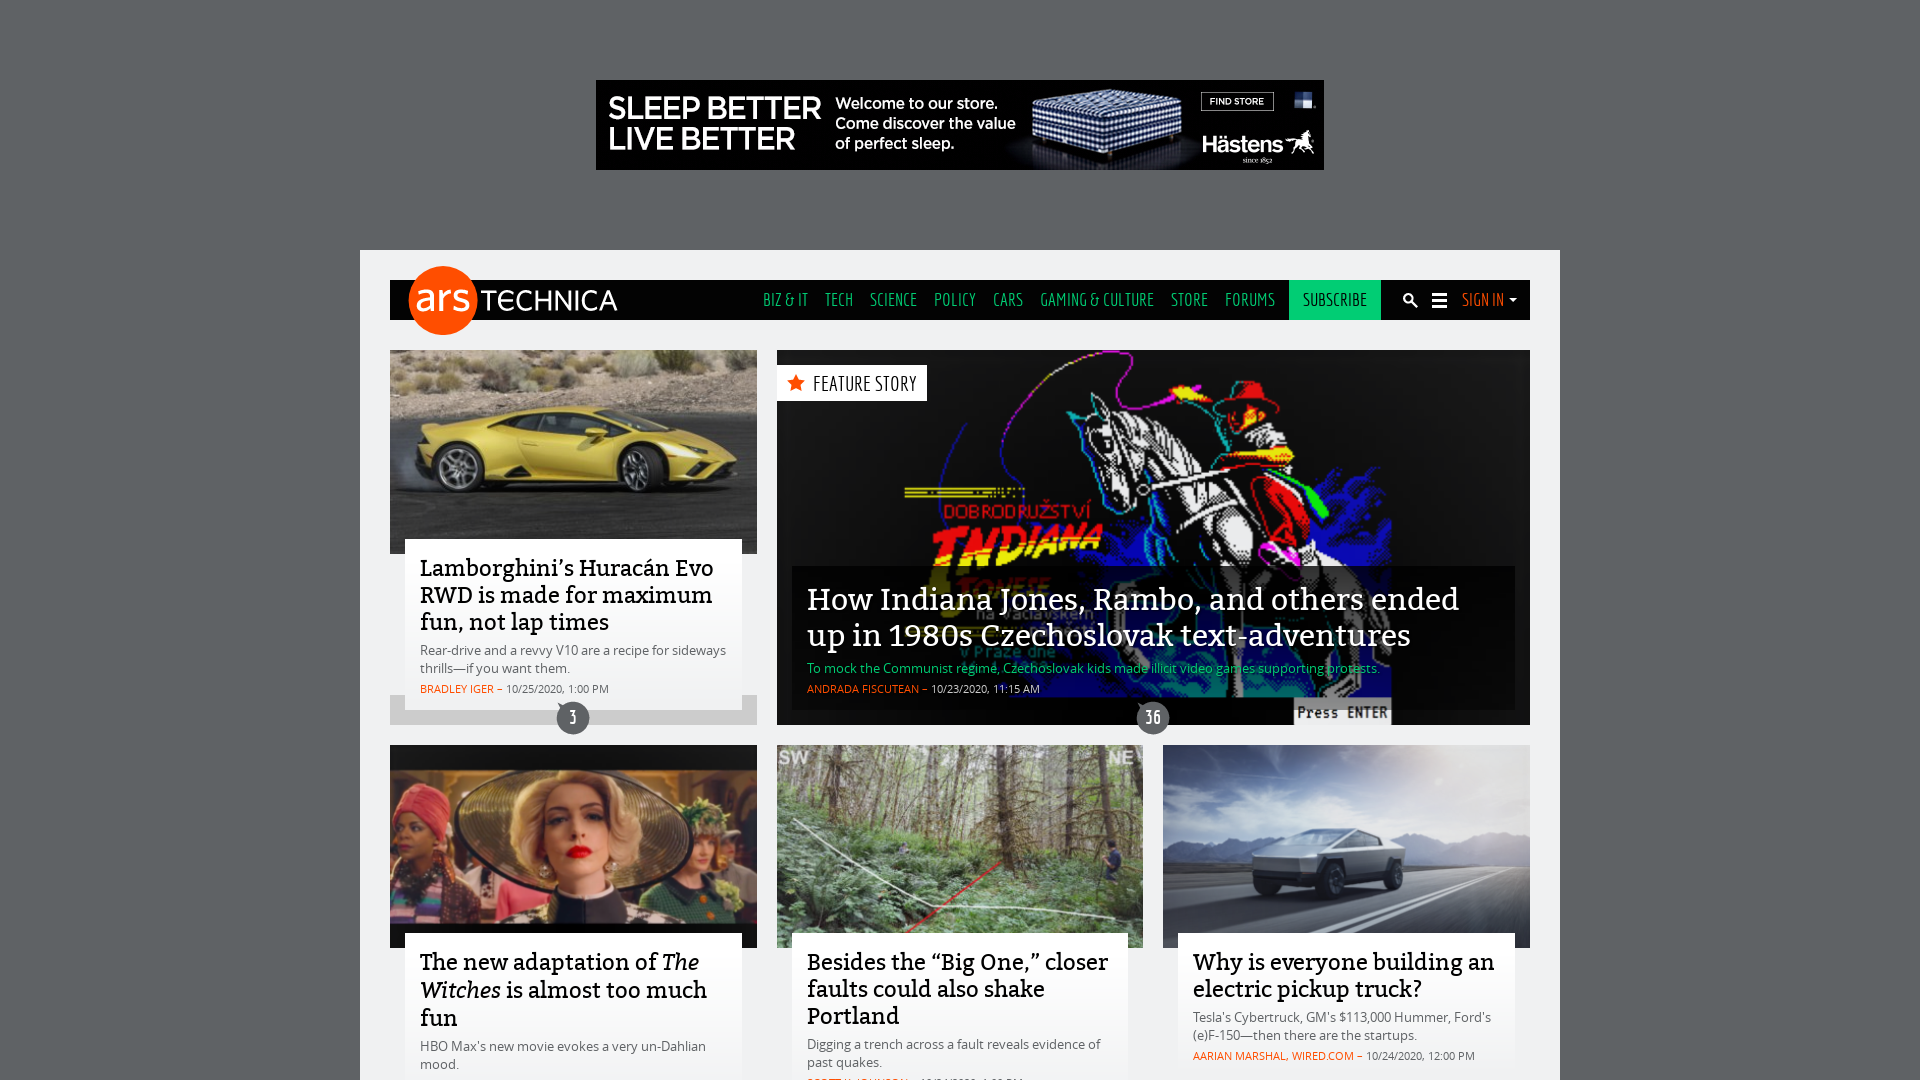 SLEEP BETTER
LIVE BETTER
Welcome to our store.
Come discover the value
of perfect sleep.
FIND STORE
Hästens
since 1852
ars TECHNICA
BIZ & IT TECH SCIENCE POLICY CARS GAMING & CULTURE STORE FORUMS SUBSCRIBE SIGN IN
Lamborghini’s Huracán Evo
RWD is made for maximum
fun, not lap times
Rear-drive and a revvy V10 are a recipe for sideways
thrills—if you want them.
BRADLEY IGER – 10/25/2020, 1:00 PM
3
FEATURE STORY
DOBRODRUŽSTVÍ
INDIANA
JONESE
na Václavském
v Praze dne
How Indiana Jones, Rambo, and others ended
up in 1980s Czechoslovak text-adventures
To mock the Communist regime, Czechoslovak kids made illicit video games supporting protests.
ANDRADA FISCUTEAN – 10/23/2020, 11:15 AM
Press ENTER
36
The new adaptation of The
Witches is almost too much
fun
HBO Max's new movie evokes a very un-Dahlian
mood.
SW NE
Besides the “Big One,” closer
faults could also shake
Portland
Digging a trench across a fault reveals evidence of
past quakes.
Why is everyone building an
electric pickup truck?
Tesla's Cybertruck, GM's $113,000 Hummer, Ford's
(e)F-150—then there are the startups.
AARIAN MARSHAL, WIRED.COM – 10/24/2020, 12:00 PM